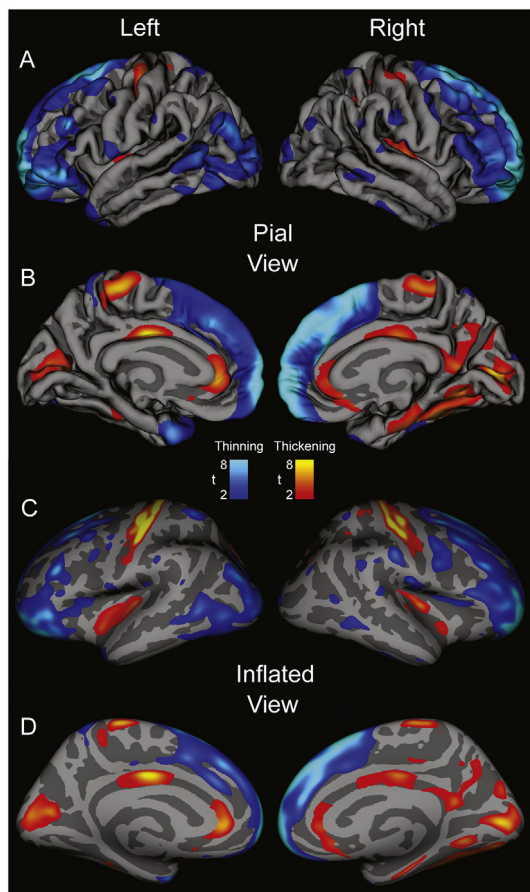 Left Right
A
Pial
View
B
Thinning Thickening
8 8
t t
2 2
C
Inflated
View
D